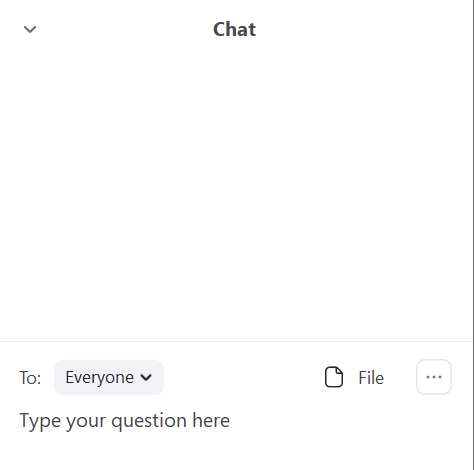 Chat
To: Everyone File
Type your question here